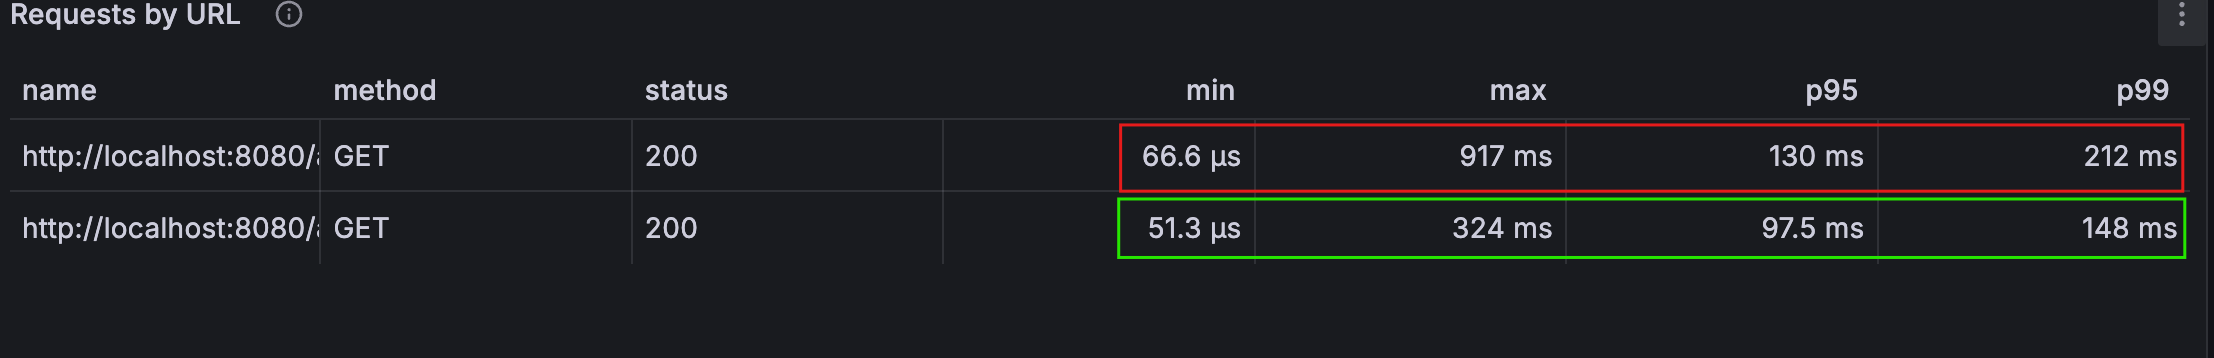 Requests by URL
name method status min max p95 p99
http://localhost:8080/ GET 200 66.6 µs 917 ms 130 ms 212 ms
http://localhost:8080/ GET 200 51.3 µs 324 ms 97.5 ms 148 ms